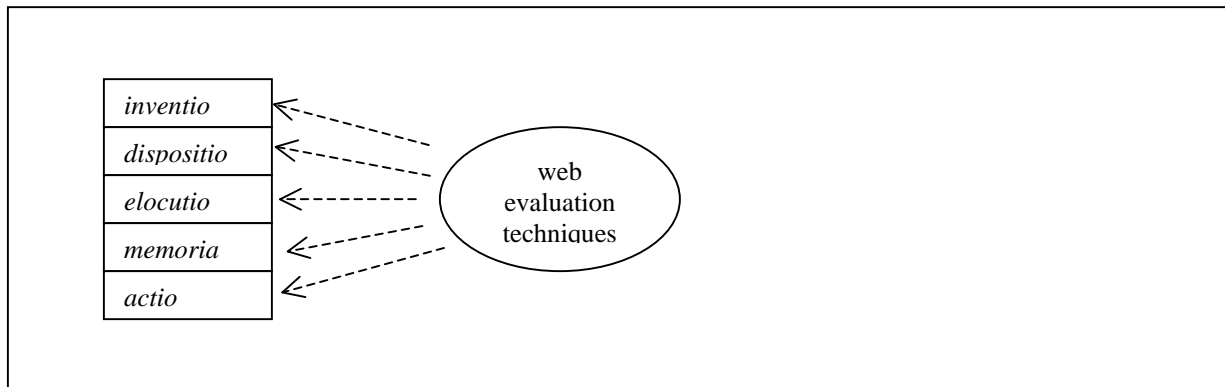 inventio
dispositio
elocutio
memoria
actio
web
evaluation
techniques